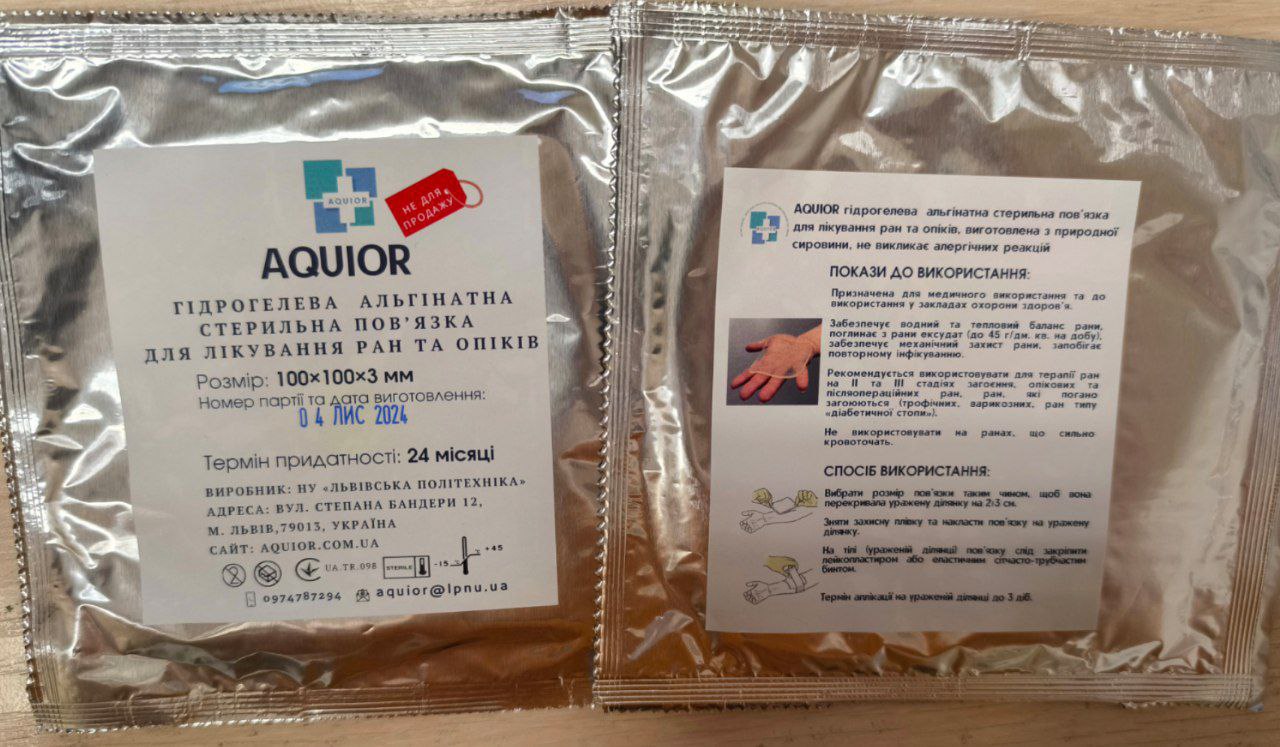 AQUIOR
НЕ ДЛЯ
ПРОДАЖУ
AQUIOR
ГІДРОГЕЛЕВА АЛЬГІНАТНА
СТЕРИЛЬНА ПОВ’ЯЗКА
ДЛЯ ЛІКУВАННЯ РАН ТА ОПІКІВ
Розмір: 100×100×3 мм
Номер партії та дата виготовлення:
0 4 ЛИС 2024
Термін придатності: 24 місяці
ВИРОБНИК: НУ «ЛЬВІВСЬКА ПОЛІТЕХНІКА»
АДРЕСА: ВУЛ. СТЕПАНА БАНДЕРИ 12,
М. ЛЬВІВ,79013, УКРАЇНА
САЙТ: AQUIOR.COM.UA
UA.TR.098 STERILE -15 +45
0974787294 aquior@lpnu.ua
AQUIOR гідрогелева альгінатна стерильна пов’язка
для лікування ран та опіків, виготовлена з природної
сировини, не викликає алергічних реакцій
ПОКАЗИ ДО ВИКОРИСТАННЯ:
Призначена для медичного використання та до
використання у закладах охорони здоров’я.
Забезпечує водний та тепловий баланс рани,
поглинає з рани ексудат (до 45 г/дм. кв. на добу),
забезпечує механічний захист рани, запобігає
повторному інфікуванню.
Рекомендується використовувати для терапії ран
на II та III стадіях загоєння, опікових та
післяопераційних ран, ран, які погано
загоюються (трофічних, варикозних, ран типу
«діабетичної стопи»).
Не використовувати на ранах, що сильно
кровоточать.
СПОСІБ ВИКОРИСТАННЯ:
Вибрати розмір пов’язки таким чином, щоб вона
перекривала уражену ділянку на 2÷3 см.
Зняти захисну плівку та накласти пов’язку на уражену
ділянку.
На тілі (ураженій ділянці) пов’язку слід закріпити
лейкопластиром або еластичним сітчасто-трубчастим
бинтом.
Термін аплікації на ураженій ділянці до 3 діб.